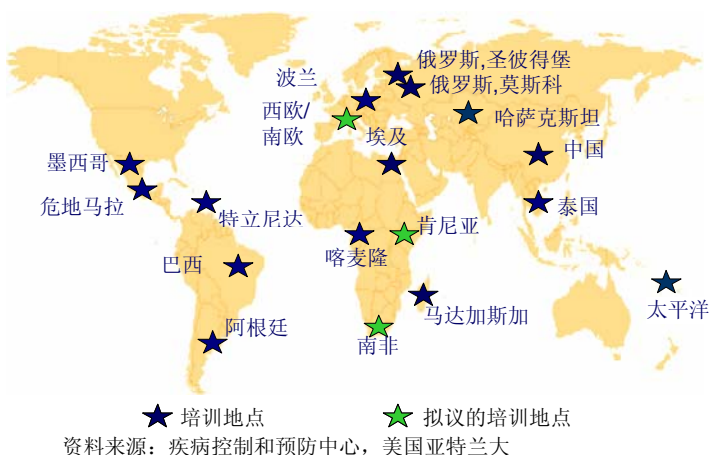 俄罗斯,圣彼得堡
俄罗斯,莫斯科
波兰
西欧/
南欧
哈萨克斯坦
埃及
中国
墨西哥
危地马拉
特立尼达
泰国
肯尼亚
喀麦隆
巴西
马达加斯加
太平洋
阿根廷
南非
培训地点
拟议的培训地点
资料来源：疾病控制和预防中心，美国亚特兰大